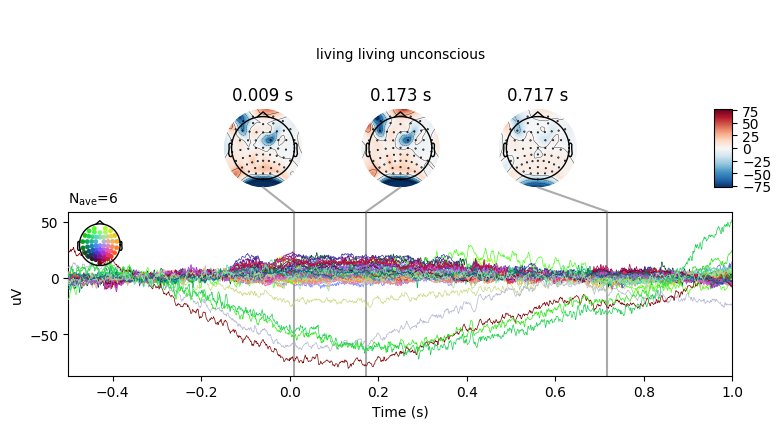 living living unconscious
0.009 s 0.173 s 0.717 s
75
50
25
0
−25
−50
−75
Nave=6
50
0
−50
uV
−0.4 −0.2 0.0 0.2 0.4 0.6 0.8 1.0
Time (s)